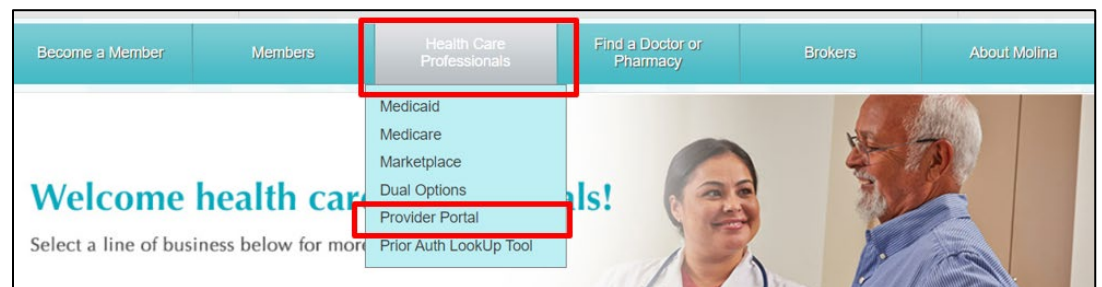 Become a Member
Members
Health Care
Professionals
Find a Doctor or
Pharmacy
Brokers
About Molina
Medicaid
Medicare
Marketplace
Dual Options
Provider Portal
Prior Auth LookUp Tool
Welcome health car als!
Select a line of business below for more